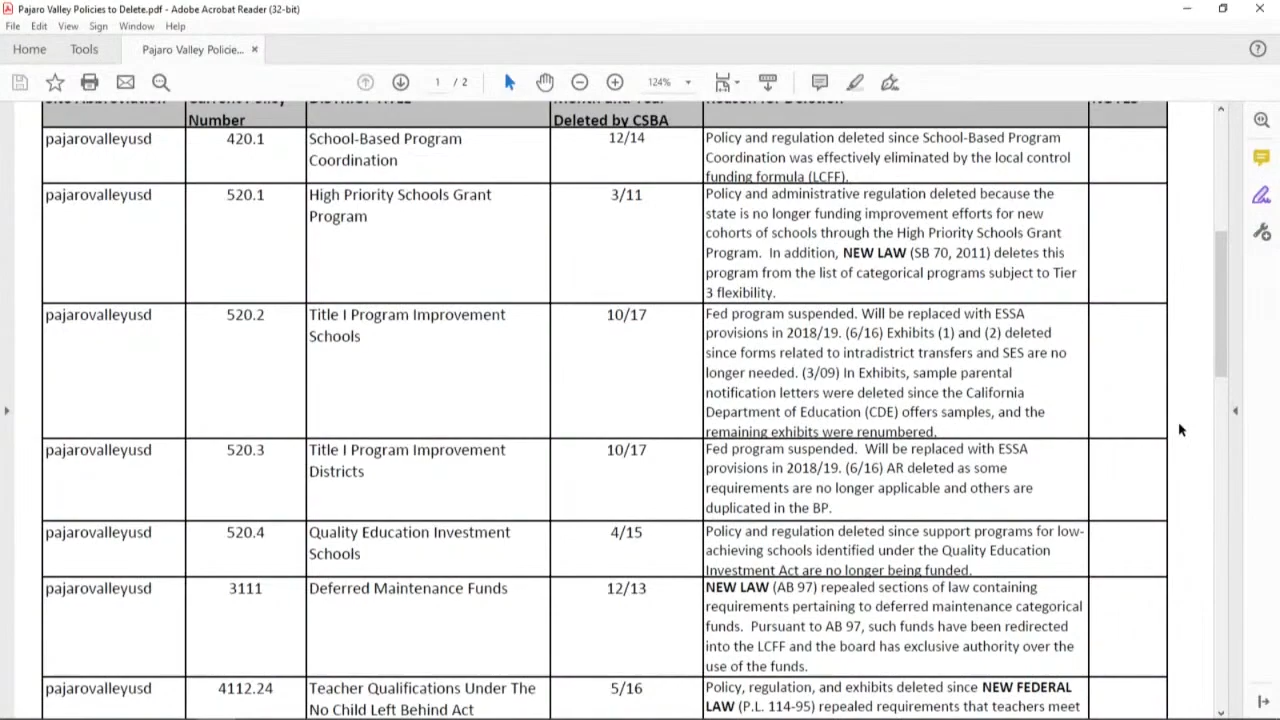 Pajaro Valley Policies to Delete.pdf - Adobe Acrobat Reader (32-bit)
File Edit View Sign Window Help
Home Tools Pajaro Valley Policie... ×
1 / 2 124%
Number Deleted by CSBA
pajarovalleyusd 420.1 School-Based Program Coordination 12/14 Policy and regulation deleted since School-Based Program
Coordination was effectively eliminated by the local control
funding formula (LCFF).
pajarovalleyusd 520.1 High Priority Schools Grant Program 3/11 Policy and administrative regulation deleted because the
state is no longer funding improvement efforts for new
cohorts of schools through the High Priority Schools Grant
Program. In addition, NEW LAW (SB 70, 2011) deletes this
program from the list of categorical programs subject to Tier
3 flexibility.
pajarovalleyusd 520.2 Title I Program Improvement Schools 10/17 Fed program suspended. Will be replaced with ESSA
provisions in 2018/19. (6/16) Exhibits (1) and (2) deleted
since forms related to intradistrict transfers and SES are no
longer needed. (3/09) In Exhibits, sample parental
notification letters were deleted since the California
Department of Education (CDE) offers samples, and the
remaining exhibits were renumbered.
pajarovalleyusd 520.3 Title I Program Improvement Districts 10/17 Fed program suspended. Will be replaced with ESSA
provisions in 2018/19. (6/16) AR deleted as some
requirements are no longer applicable and others are
duplicated in the BP.
pajarovalleyusd 520.4 Quality Education Investment Schools 4/15 Policy and regulation deleted since support programs for low-
achieving schools identified under the Quality Education
Investment Act are no longer being funded.
pajarovalleyusd 3111 Deferred Maintenance Funds 12/13 NEW LAW (AB 97) repealed sections of law containing
requirements pertaining to deferred maintenance categorical
funds. Pursuant to AB 97, such funds have been redirected
into the LCFF and the board has exclusive authority over the
use of the funds.
pajarovalleyusd 4112.24 Teacher Qualifications Under The No Child Left Behind Act 5/16 Policy, regulation, and exhibits deleted since NEW FEDERAL
LAW (P.L. 114-95) repealed requirements that teachers meet